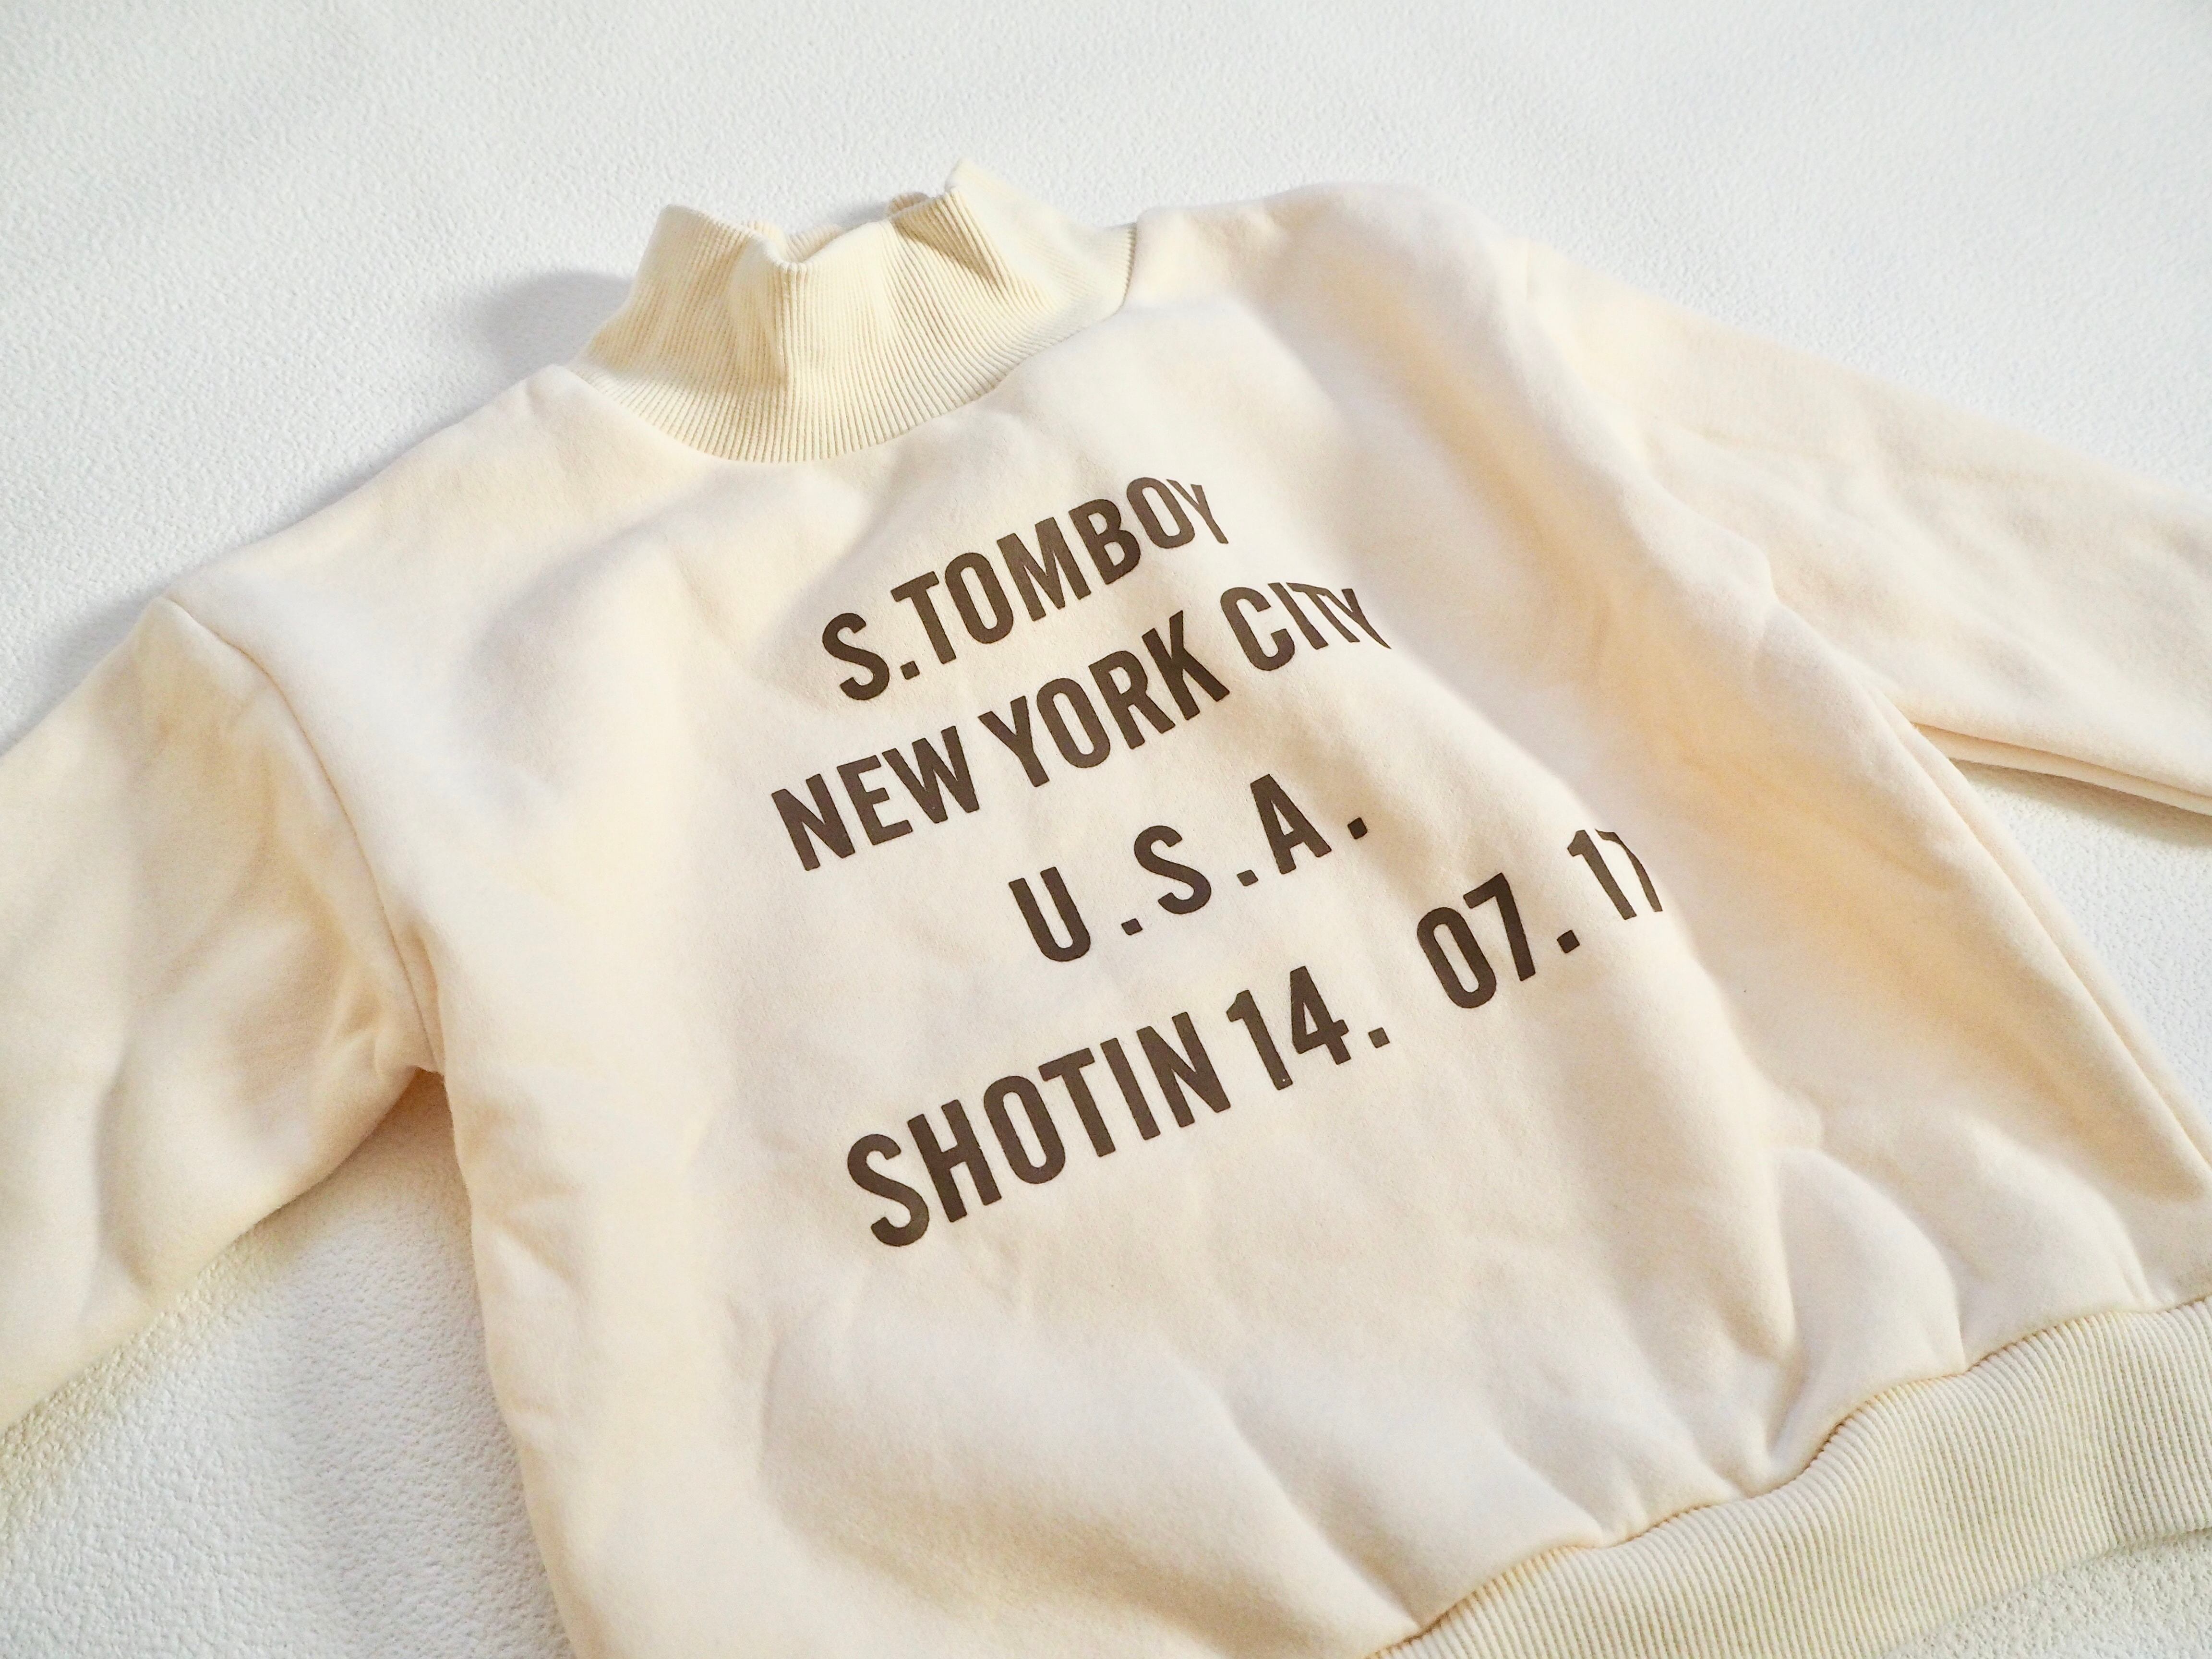 S.TOMBOY
NEW YORK CITY
U.S.A.
SHOTIN 14. 07. 17